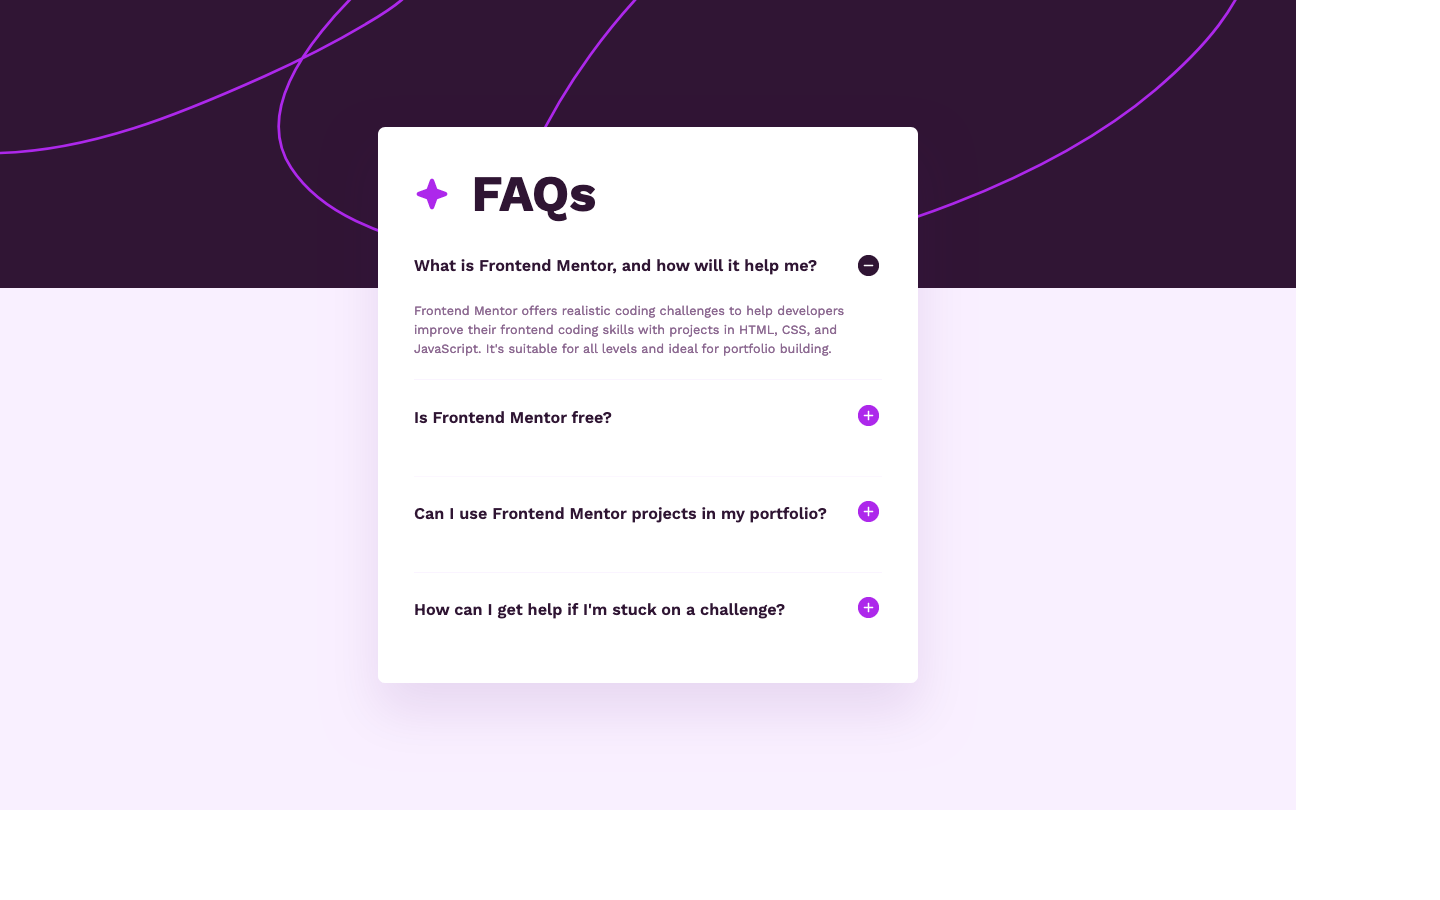 FAQs
What is Frontend Mentor, and how will it help me?
Frontend Mentor offers realistic coding challenges to help developers
improve their frontend coding skills with projects in HTML, CSS, and
JavaScript. It's suitable for all levels and ideal for portfolio building.
Is Frontend Mentor free?
Can I use Frontend Mentor projects in my portfolio?
How can I get help if I'm stuck on a challenge?